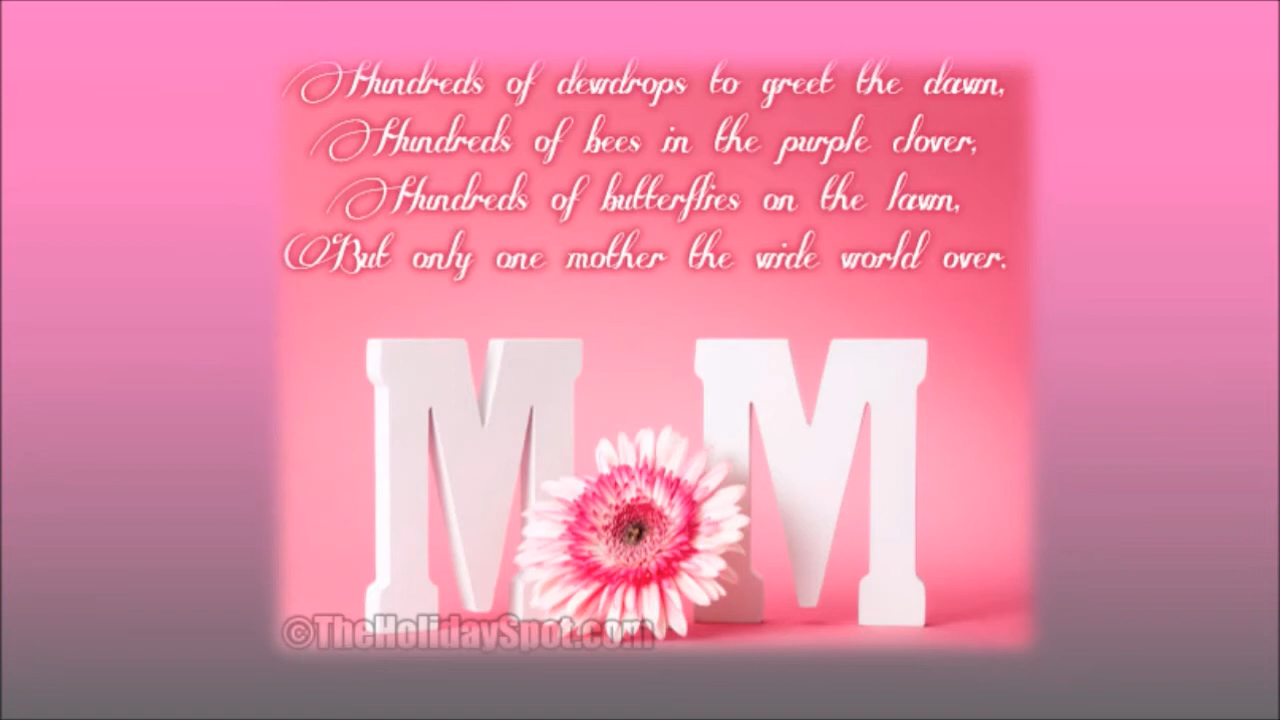 Hundreds of dewdrops to greet the dawn,
Hundreds of bees in the purple clover,
Hundreds of butterflies on the lawn,
But only one mother the wide world over.
M M
©TheHolidaySpot.com